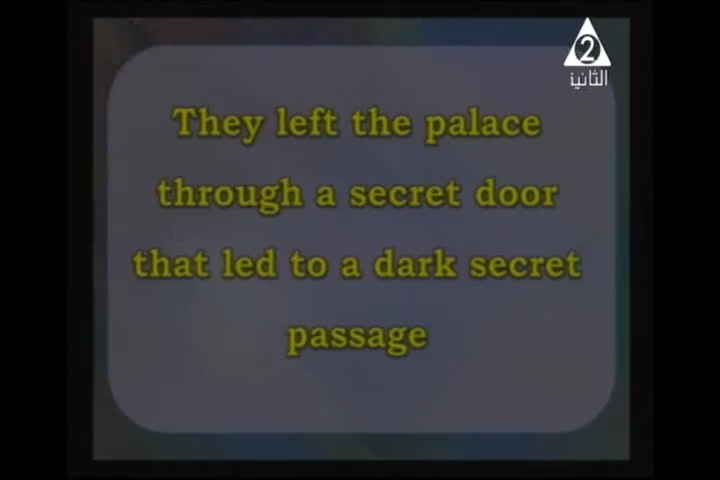 2
الثانية
They left the palace
through a secret door
that led to a dark secret
passage